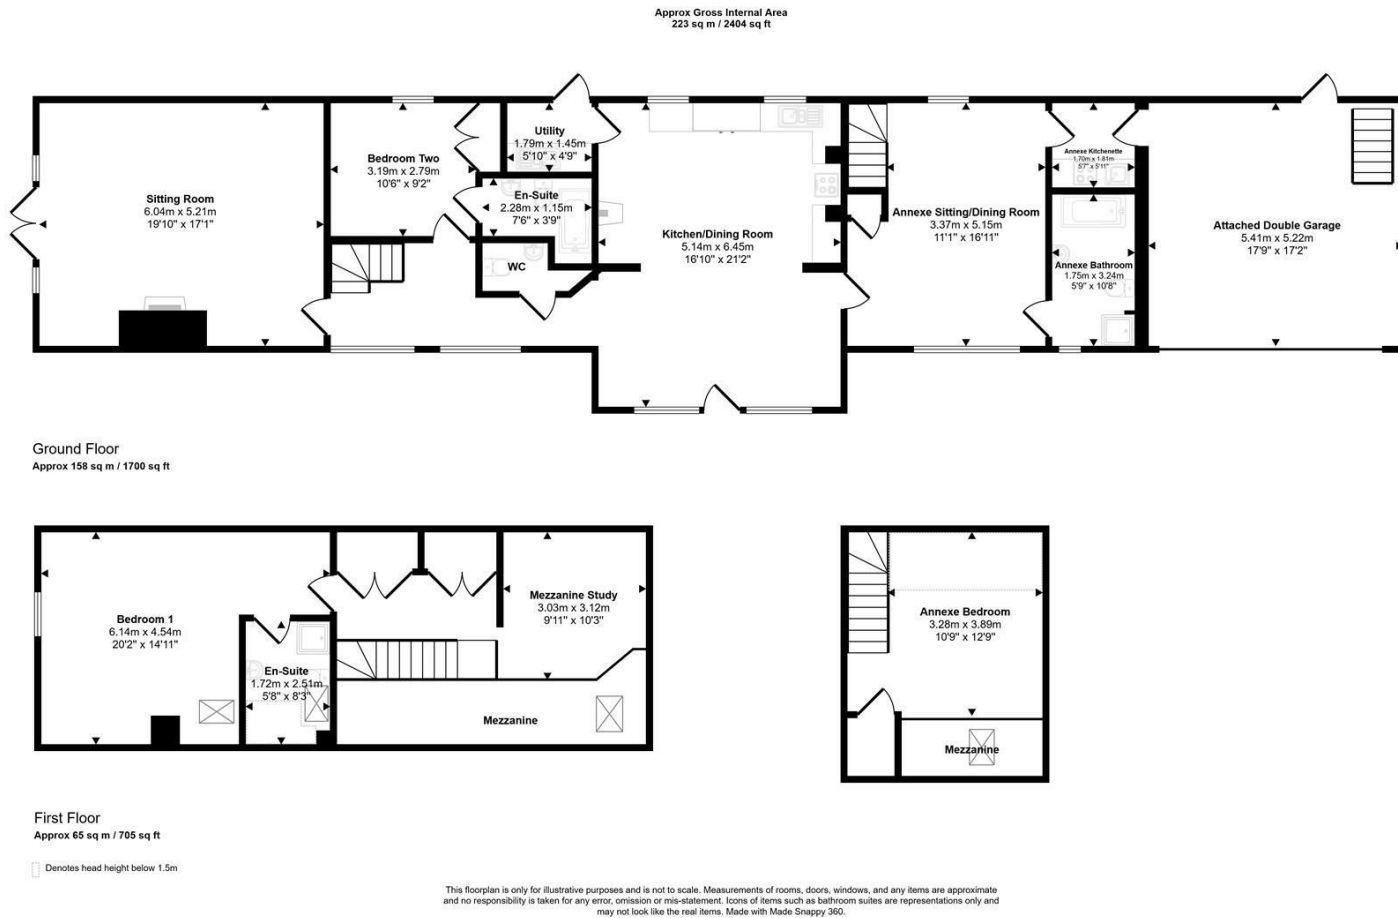 Approx Gross Internal Area
223 sq m / 2404 sq ft
Sitting Room
6.04m x 5.21m
19'10" x 17'1"
Bedroom Two
3.19m x 2.79m
10'6" x 9'2"
Utility
1.79m x 1.45m
5'10" x 4'9"
En-Suite
2.28m x 1.15m
7'6" x 3'9"
WC
Kitchen/Dining Room
5.14m x 6.45m
16'10" x 21'2"
Annexe Sitting/Dining Room
3.37m x 5.15m
11'1" x 16'11"
Annexe Kitchenette
1.70m x 1.81m
5'7" x 5'11"
Annexe Bathroom
1.75m x 3.24m
5'9" x 10'8"
Attached Double Garage
5.41m x 5.22m
17'9" x 17'2"
Ground Floor
Approx 158 sq m / 1700 sq ft
Bedroom 1
6.14m x 4.54m
20'2" x 14'11"
En-Suite
1.72m x 2.51m
5'8" x 8'3"
Mezzanine Study
3.03m x 3.12m
9'11" x 10'3"
Mezzanine
Annexe Bedroom
3.28m x 3.89m
10'9" x 12'9"
Mezzanine
First Floor
Approx 65 sq m / 705 sq ft
Denotes head height below 1.5m
This floorplan is only for illustrative purposes and is not to scale. Measurements of rooms, doors, windows, and any items are approximate
and no responsibility is taken for any error, omission or mis-statement. Icons of items such as bathroom suites are representations only and
may not look like the real items. Made with Made Snappy 360.